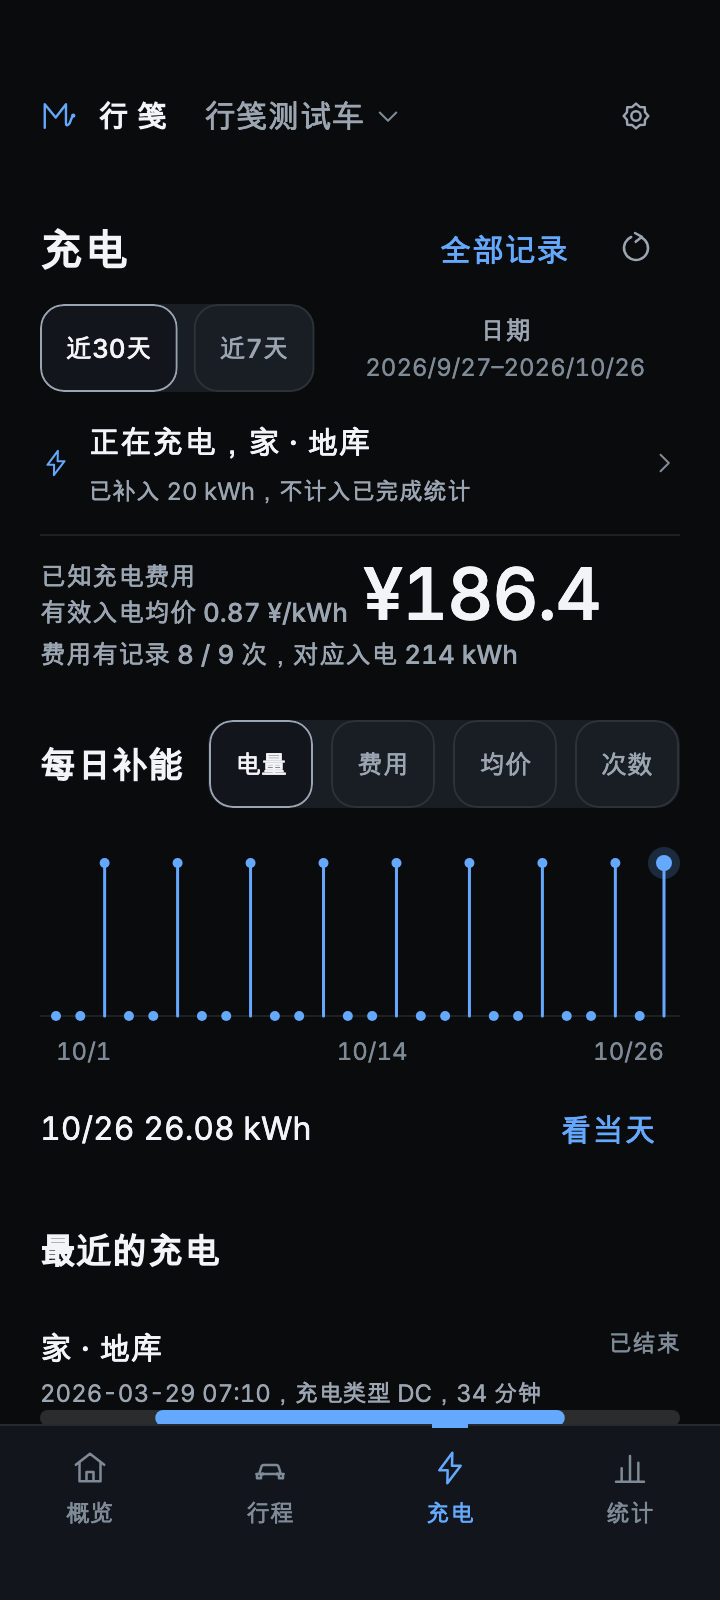 行笺 行笺测试车
充电 全部记录
近30天 近7天 日期
2026/9/27–2026/10/26
正在充电，家 · 地库
已补入 20 kWh，不计入已完成统计
已知充电费用
有效入电均价 0.87 ¥/kWh ¥186.4
费用有记录 8 / 9 次，对应入电 214 kWh
每日补能 电量 费用 均价 次数
10/1 10/14 10/26
10/26 26.08 kWh 看当天
最近的充电
家 · 地库 已结束
2026-03-29 07:10，充电类型 DC，34 分钟
概览 行程 充电 统计